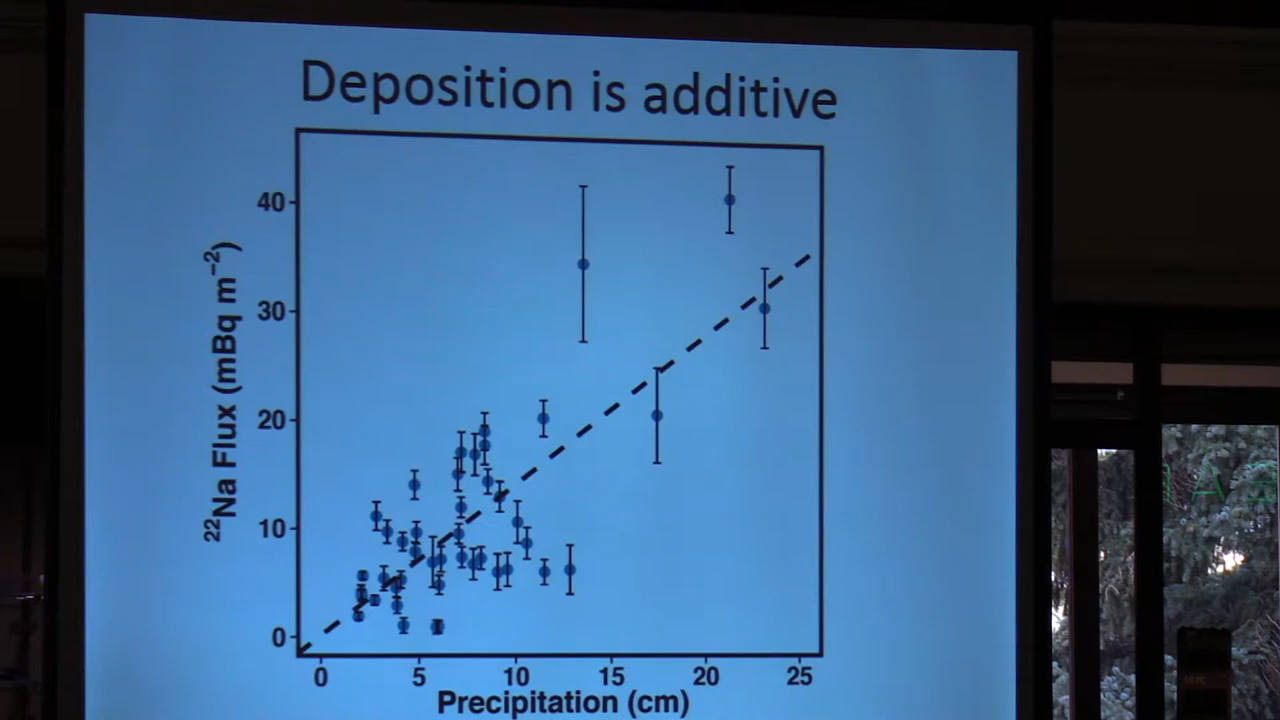 Deposition is additive
40
30
20
10
0
²²Na Flux (mBq m⁻²)
0 5 10 15 20 25
Precipitation (cm)